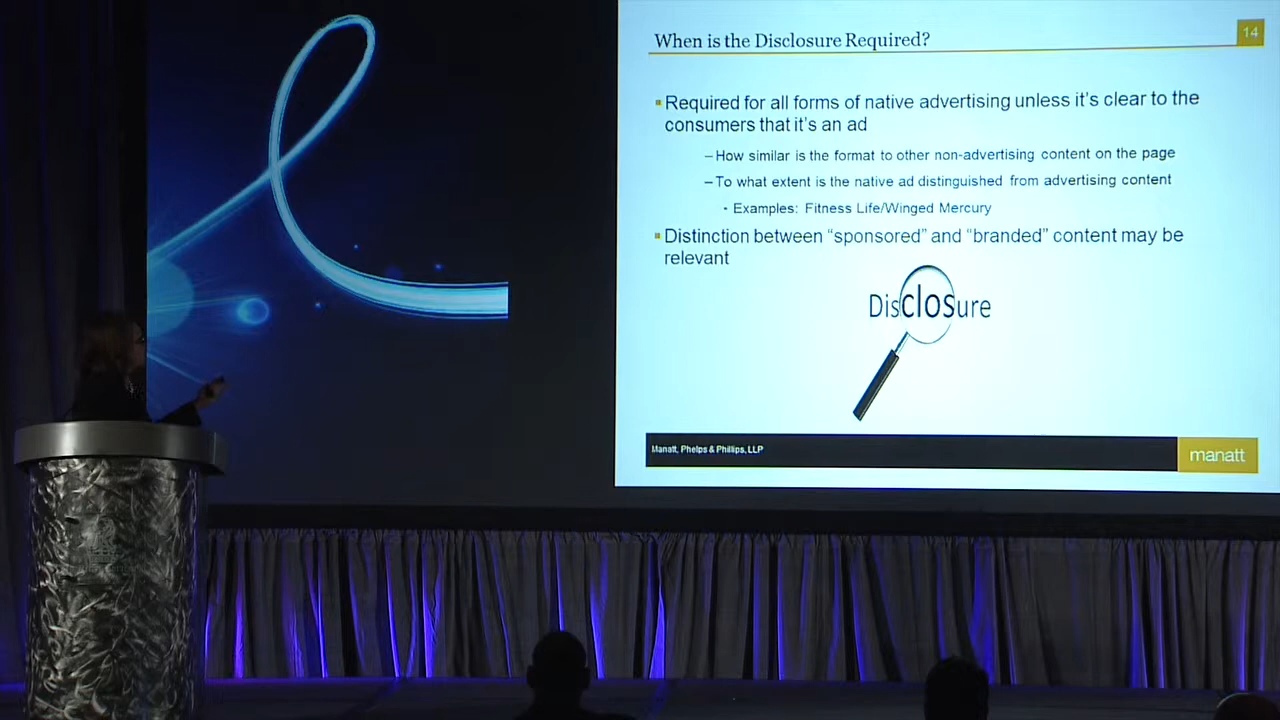 When is the Disclosure Required?
14
▪ Required for all forms of native advertising unless it's clear to the
consumers that it's an ad
– How similar is the format to other non-advertising content on the page
– To what extent is the native ad distinguished from advertising content
• Examples: Fitness Life/Winged Mercury
▪ Distinction between “sponsored” and “branded” content may be
relevant
Disclosure
Manatt, Phelps & Phillips, LLP
manatt